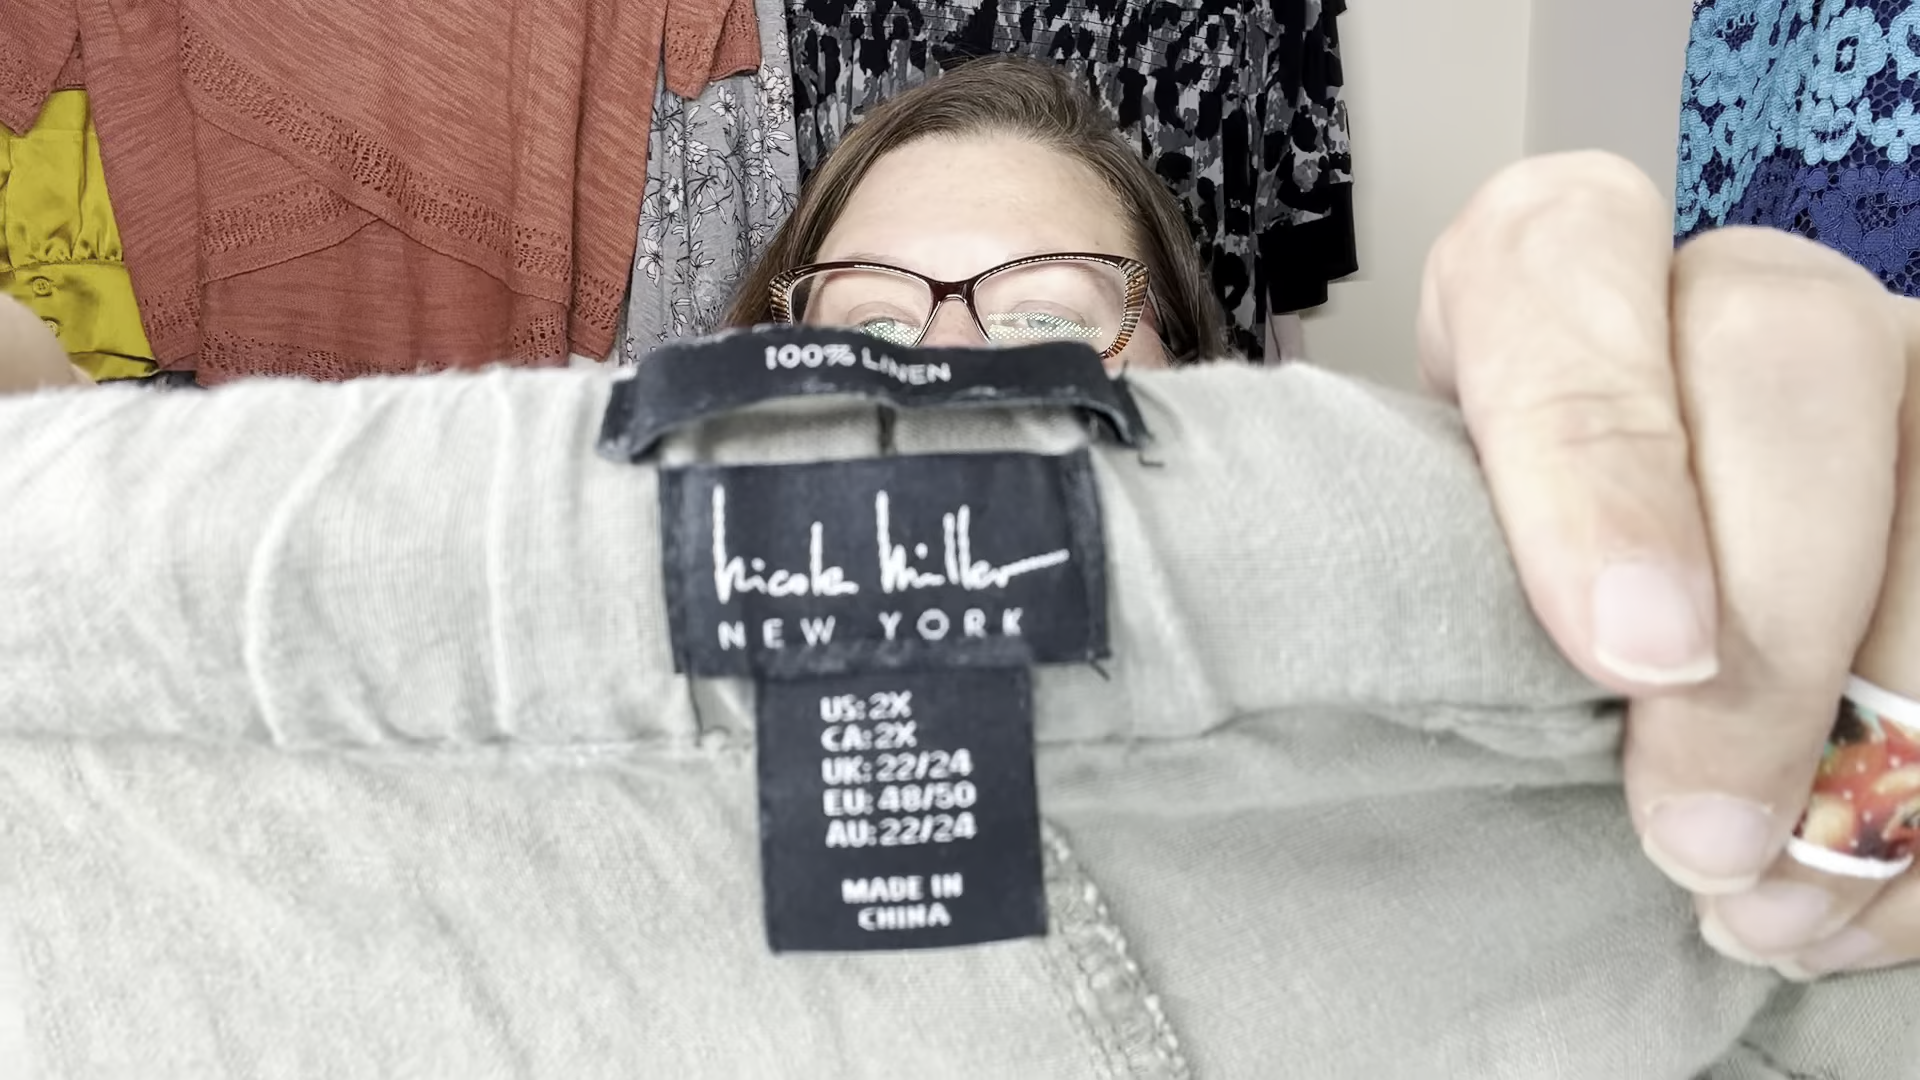 100% LINEN
Nicole Miller
NEW YORK
US: 2X
CA: 2X
UK: 22/24
EU: 48/50
AU: 22/24
MADE IN
CHINA